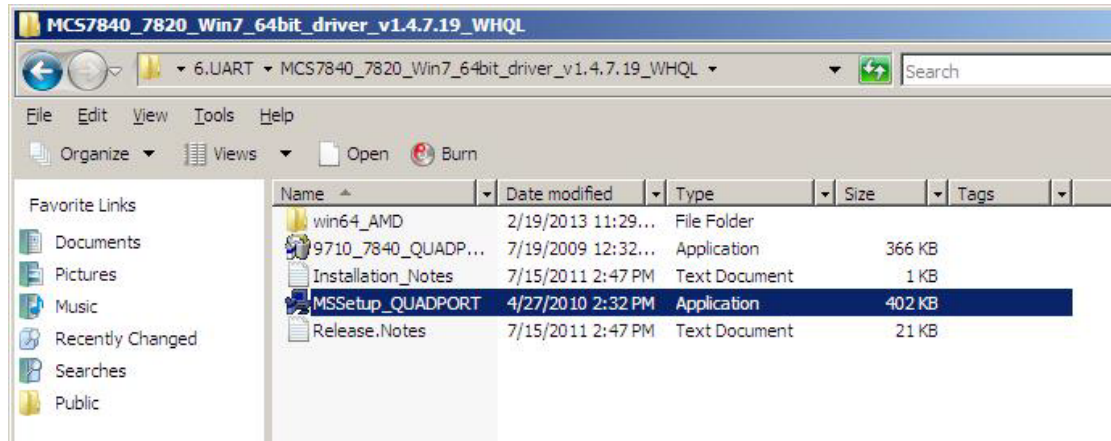 MCS7840_7820_Win7_64bit_driver_v1.4.7.19_WHQL
6.UART MCS7840_7820_Win7_64bit_driver_v1.4.7.19_WHQL Search
File Edit View Tools Help
Organize Views Open Burn
Favorite Links
Documents
Pictures
Music
Recently Changed
Searches
Public
Name Date modified Type Size Tags
win64_AMD 2/19/2013 11:29... File Folder
9710_7840_QUADP... 7/19/2009 12:32... Application 366 KB
Installation_Notes 7/15/2011 2:47 PM Text Document 1 KB
MSSetup_QUADPORT 4/27/2010 2:32 PM Application 402 KB
Release.Notes 7/15/2011 2:47 PM Text Document 21 KB